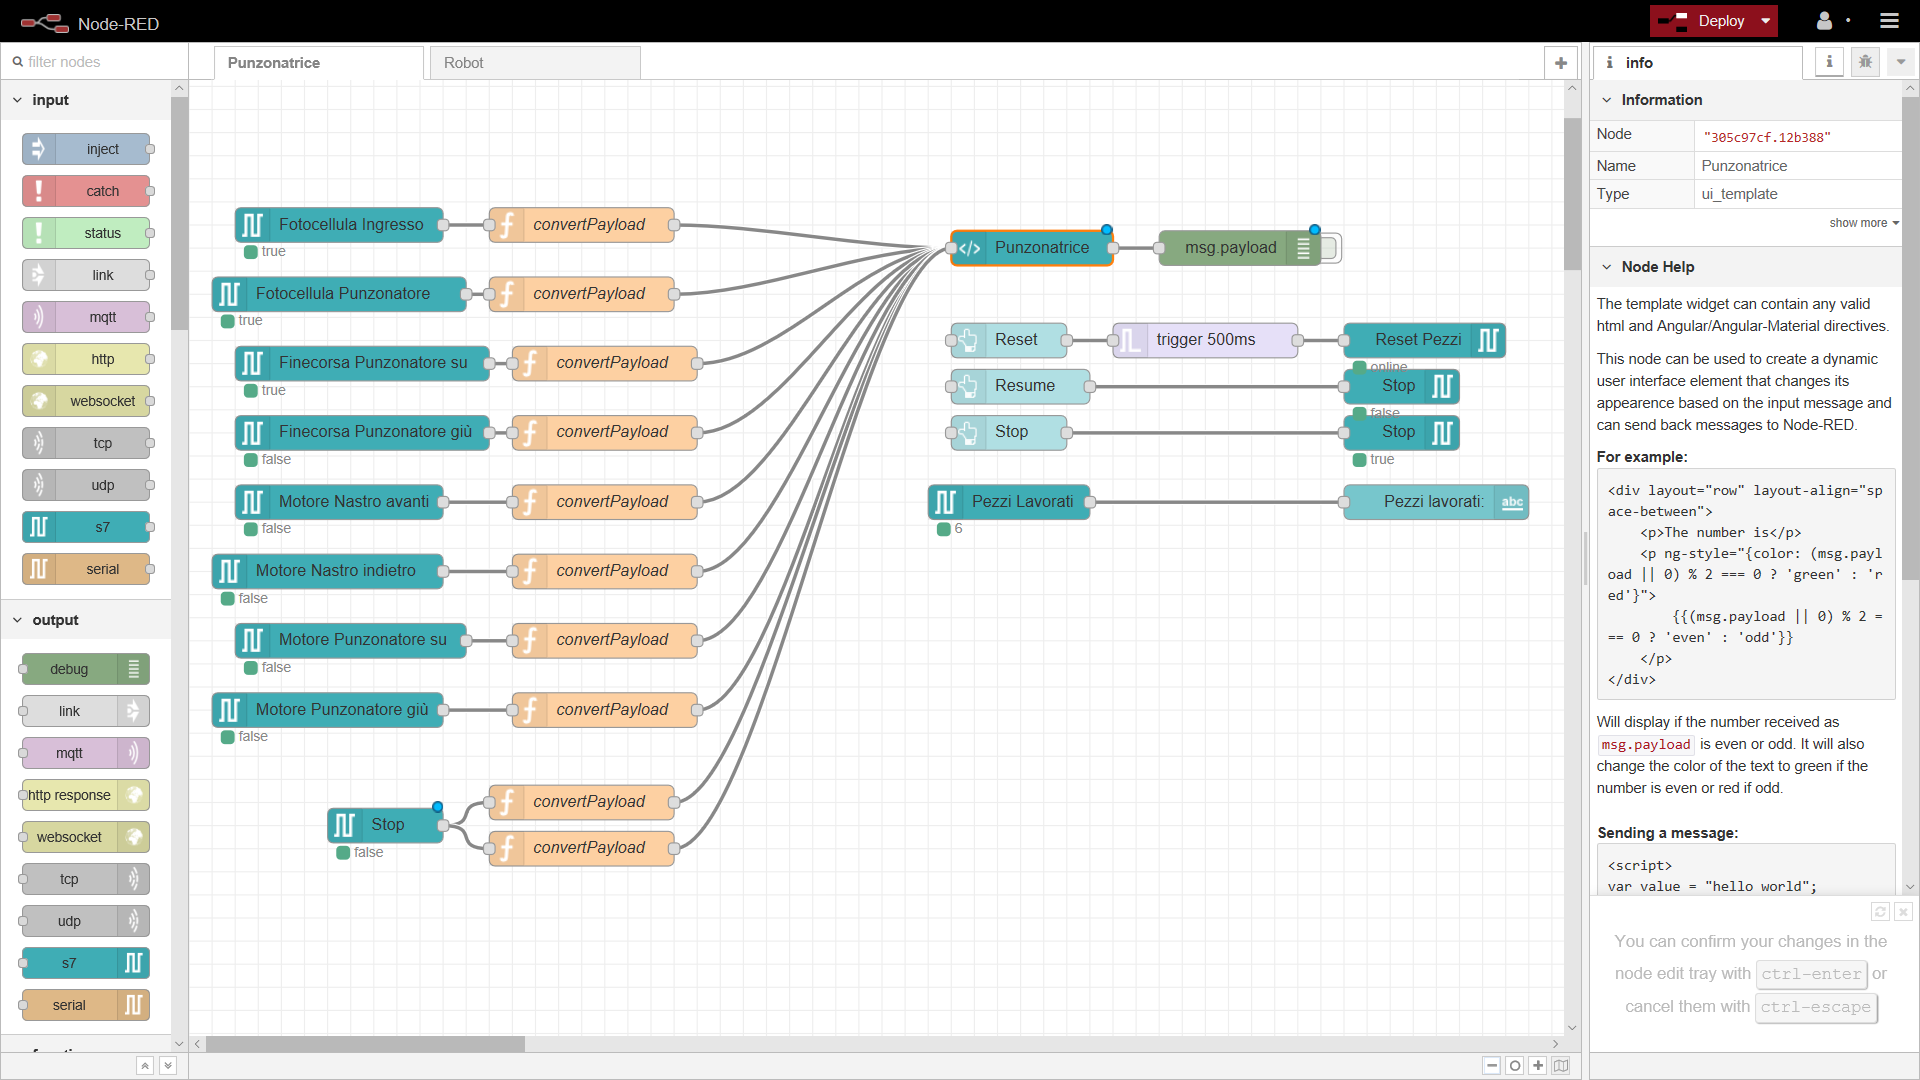 Node-RED
Deploy
filter nodes
Punzonatrice
Robot
info
input
inject
catch
status
link
mqtt
http
websocket
tcp
udp
s7
serial
output
debug
link
mqtt
http response
websocket
tcp
udp
s7
serial
Fotocellula Ingresso
convertPayload
true
Fotocellula Punzonatore
convertPayload
true
Finecorsa Punzonatore su
convertPayload
true
Finecorsa Punzonatore giù
convertPayload
false
Motore Nastro avanti
convertPayload
false
Motore Nastro indietro
convertPayload
false
Motore Punzonatore su
convertPayload
false
Motore Punzonatore giù
convertPayload
false
Stop
convertPayload
convertPayload
false
Punzonatrice
msg.payload
Reset
trigger 500ms
Reset Pezzi
online
Resume
Stop
false
Stop
Stop
true
Pezzi Lavorati
Pezzi lavorati:
abc
6
Information
Node
"305c97cf.12b388"
Name
Punzonatrice
Type
ui_template
show more
Node Help
The template widget can contain any valid
html and Angular/Angular-Material directives.
This node can be used to create a dynamic
user interface element that changes its
appearence based on the input message and
can send back messages to Node-RED.
For example:
<div layout="row" layout-align="sp
ace-between">
<p>The number is</p>
<p ng-style="{color: (msg.payl
oad || 0) % 2 === 0 ? 'green' : 'r
ed'}">
{{(msg.payload || 0) % 2 =
== 0 ? 'even' : 'odd'}}
</p>
</div>
Will display if the number received as
msg.payload is even or odd. It will also
change the color of the text to green if the
number is even or red if odd.
Sending a message:
<script>
var value = "hello world";
You can confirm your changes in the
node edit tray with ctrl-enter or
cancel them with ctrl-escape